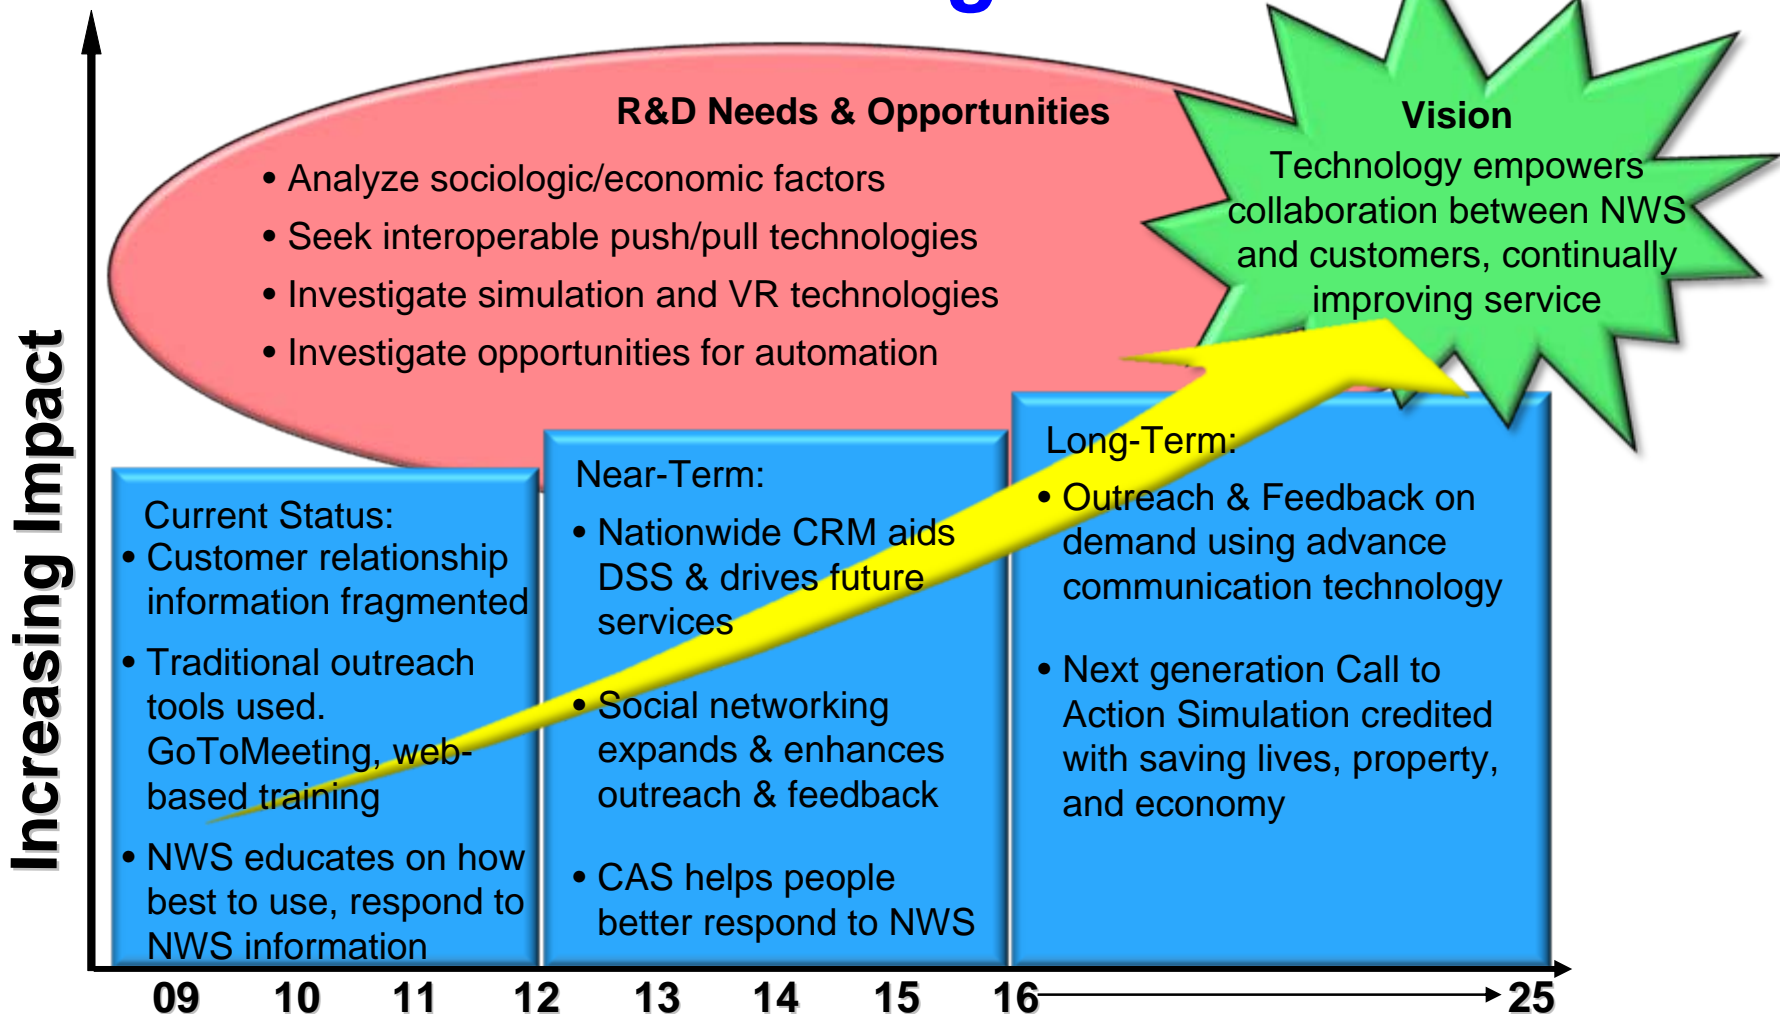 R&D Needs & Opportunities
• Analyze sociologic/economic factors
• Seek interoperable push/pull technologies
• Investigate simulation and VR technologies
• Investigate opportunities for automation
Vision
Technology empowers
collaboration between NWS
and customers, continually
improving service
Increasing Impact
Current Status:
• Customer relationship
information fragmented
• Traditional outreach
tools used.
GoToMeeting, web-
based training
• NWS educates on how
best to use, respond to
NWS information
Near-Term:
• Nationwide CRM aids
DSS & drives future
services
• Social networking
expands & enhances
outreach & feedback
• CAS helps people
better respond to NWS
Long-Term:
• Outreach & Feedback on
demand using advance
communication technology
• Next generation Call to
Action Simulation credited
with saving lives, property,
and economy
09 10 11 12 13 14 15 16 25